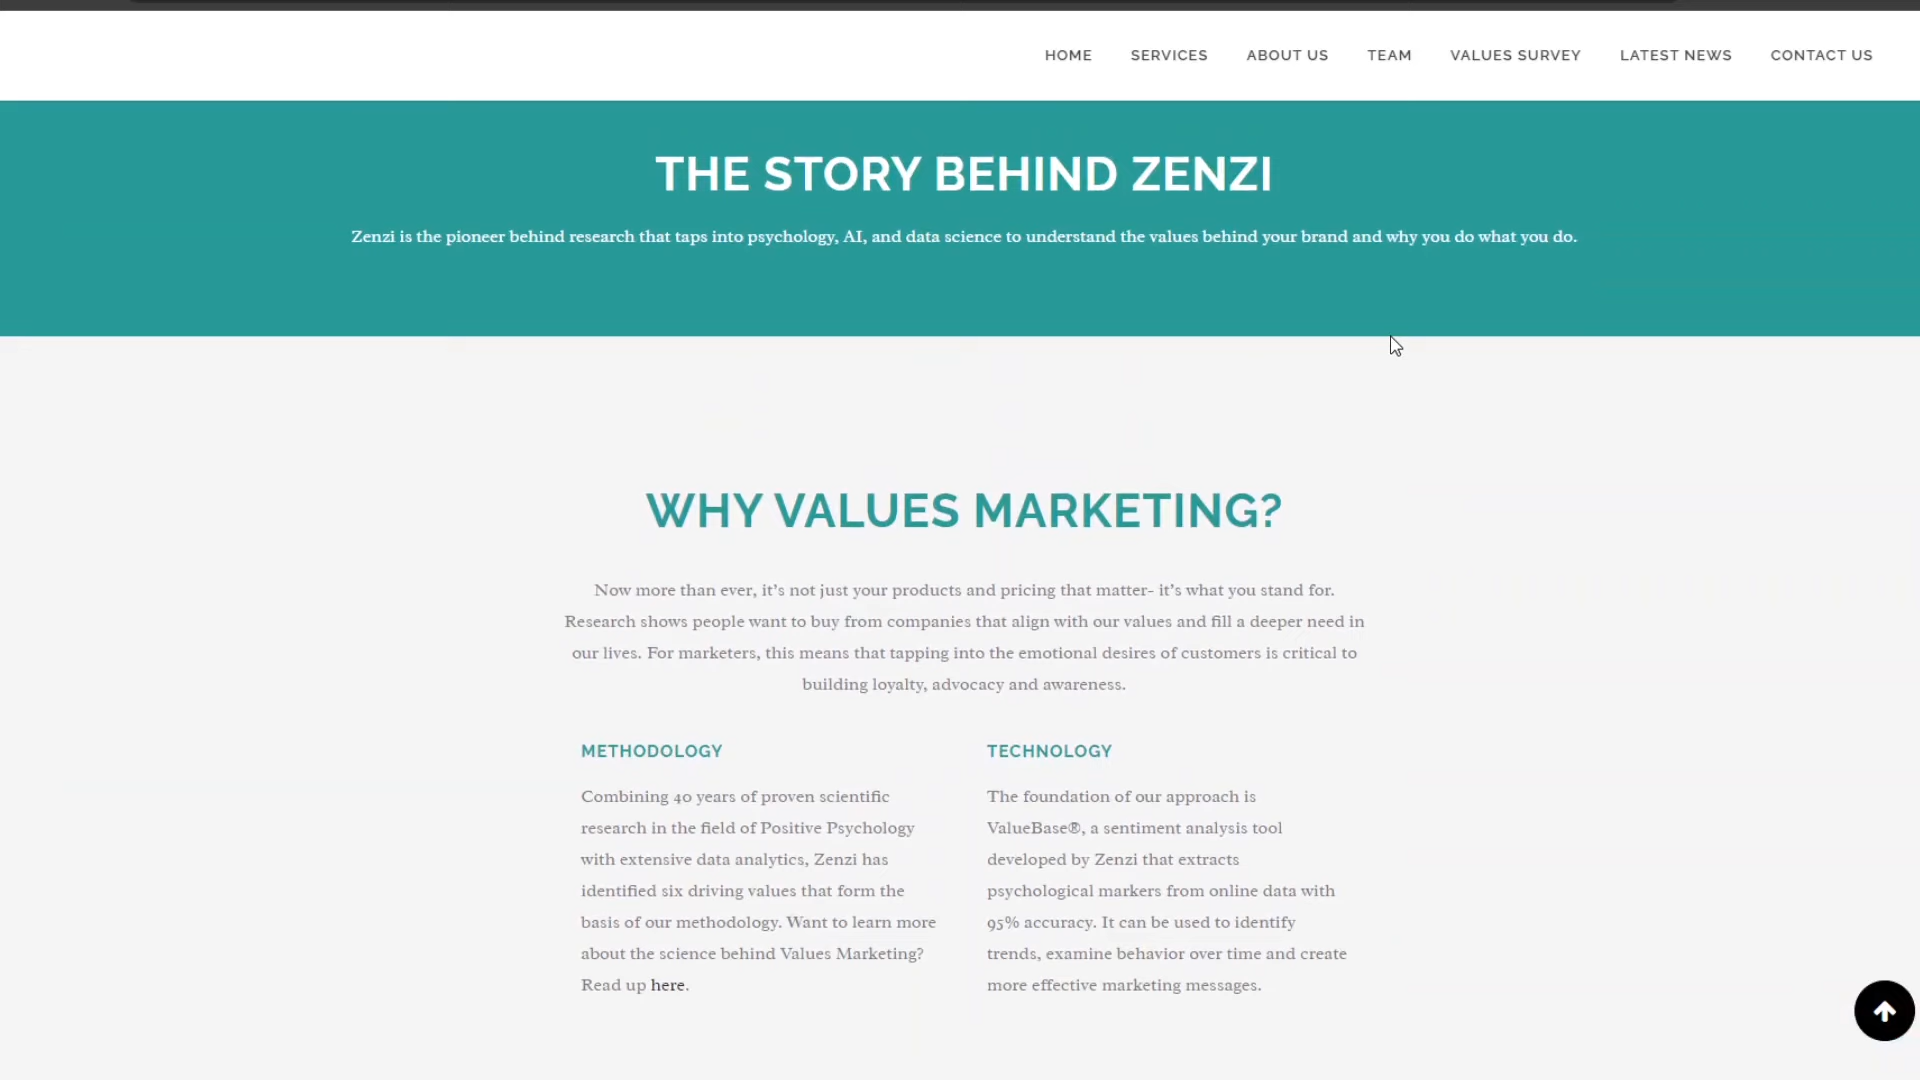 HOME SERVICES ABOUT US TEAM VALUES SURVEY LATEST NEWS CONTACT US
THE STORY BEHIND ZENZI
Zenzi is the pioneer behind research that taps into psychology, AI, and data science to understand the values behind your brand and why you do what you do.
WHY VALUES MARKETING?
Now more than ever, it’s not just your products and pricing that matter- it’s what you stand for.
Research shows people want to buy from companies that align with our values and fill a deeper need in
our lives. For marketers, this means that tapping into the emotional desires of customers is critical to
building loyalty, advocacy and awareness.
METHODOLOGY
Combining 40 years of proven scientific
research in the field of Positive Psychology
with extensive data analytics, Zenzi has
identified six driving values that form the
basis of our methodology. Want to learn more
about the science behind Values Marketing?
Read up here.
TECHNOLOGY
The foundation of our approach is
ValueBase®, a sentiment analysis tool
developed by Zenzi that extracts
psychological markers from online data with
95% accuracy. It can be used to identify
trends, examine behavior over time and create
more effective marketing messages.